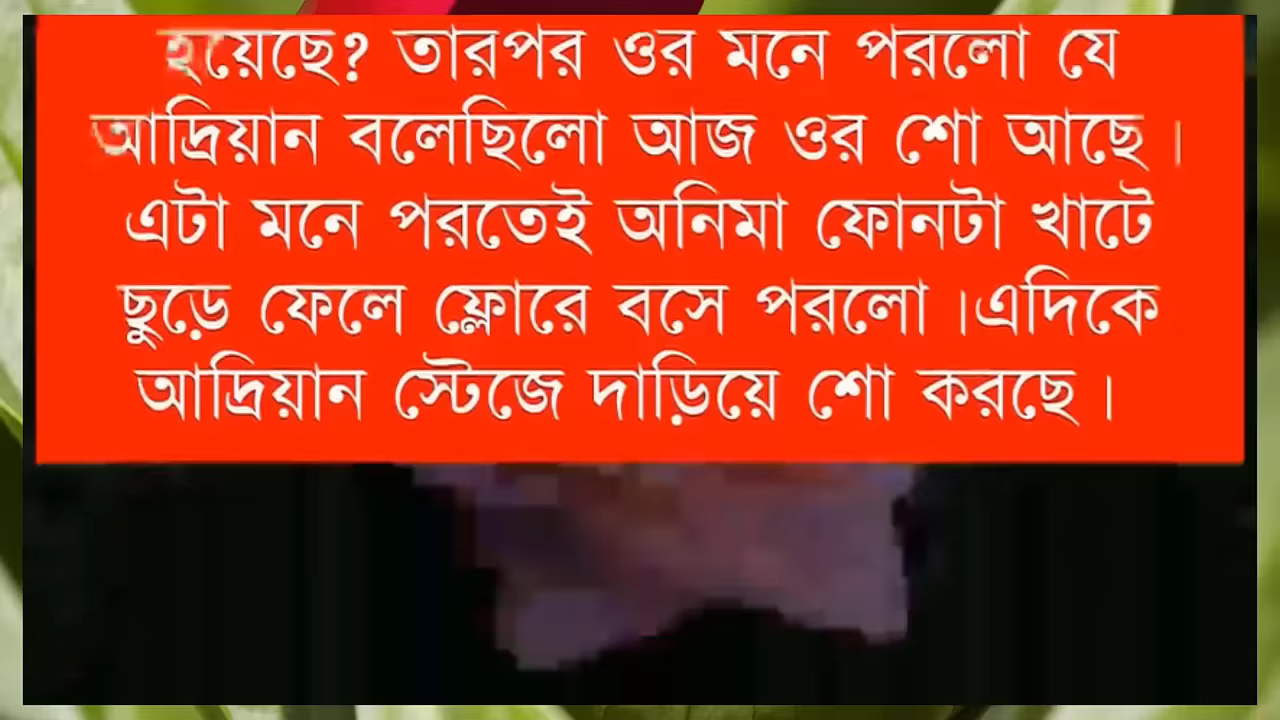 হয়েছে? তারপর ওর মনে পরলো যে
আদ্রিয়ান বলেছিলো আজ ওর শো আছে।
এটা মনে পরতেই অনিমা ফোনটা খাটে
ছুড়ে ফেলে ফ্লোরে বসে পরলো।এদিকে
আদ্রিয়ান স্টেজে দাড়িয়ে শো করছে।